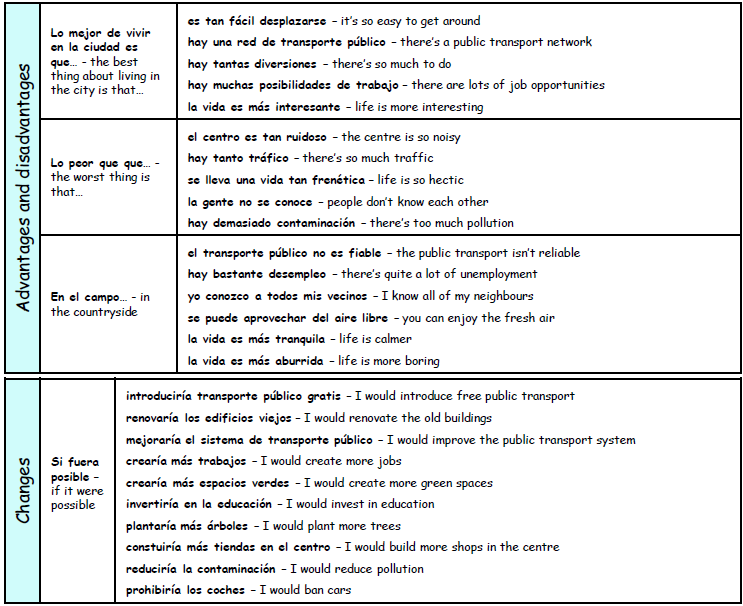 Advantages and disadvantages
Lo mejor de vivir
en la ciudad es
que… - the best
thing about living in
the city is that…
es tan fácil desplazarse – it’s so easy to get around
hay una red de transporte público – there’s a public transport network
hay tantas diversiones – there’s so much to do
hay muchas posibilidades de trabajo – there are lots of job opportunities
la vida es más interesante – life is more interesting
Lo peor que que… -
the worst thing is
that…
el centro es tan ruidoso – the centre is so noisy
hay tanto tráfico – there’s so much traffic
se lleva una vida tan frenética – life is so hectic
la gente no se conoce – people don’t know each other
hay demasiado contaminación – there’s too much pollution
En el campo… - in
the countryside
el transporte público no es fiable – the public transport isn’t reliable
hay bastante desempleo – there’s quite a lot of unemployment
yo conozco a todos mis vecinos – I know all of my neighbours
se puede aprovechar del aire libre – you can enjoy the fresh air
la vida es más tranquila – life is calmer
la vida es más aburrida – life is more boring
Changes
Si fuera
posible –
if it were
possible
introduciría transporte público gratis – I would introduce free public transport
renovaría los edificios viejos – I would renovate the old buildings
mejoraría el sistema de transporte público – I would improve the public transport system
crearía más trabajos – I would create more jobs
crearía más espacios verdes – I would create more green spaces
invertiría en la educación – I would invest in education
plantaría más árboles – I would plant more trees
constuiría más tiendas en el centro – I would build more shops in the centre
reduciría la contaminación – I would reduce pollution
prohibiría los coches – I would ban cars